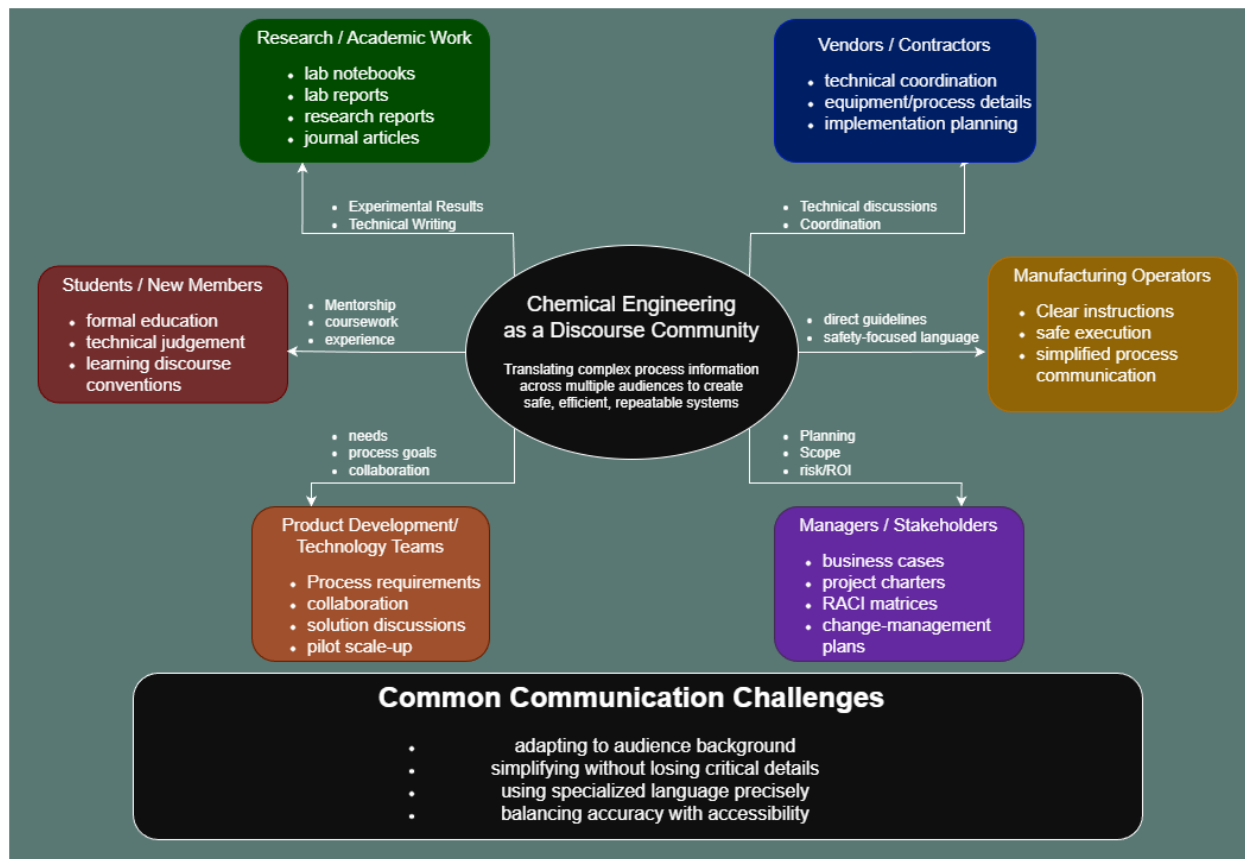 Research / Academic Work
• lab notebooks
• lab reports
• research reports
• journal articles
Vendors / Contractors
• technical coordination
• equipment/process details
• implementation planning
• Experimental Results
• Technical Writing
• Technical discussions
• Coordination
Students / New Members
• formal education
• technical judgement
• learning discourse
conventions
• Mentorship
• coursework
• experience
Chemical Engineering
as a Discourse Community
Translating complex process information
across multiple audiences to create
safe, efficient, repeatable systems
• direct guidelines
• safety-focused language
Manufacturing Operators
• Clear instructions
• safe execution
• simplified process
communication
• needs
• process goals
• collaboration
• Planning
• Scope
• risk/ROI
Product Development/
Technology Teams
• Process requirements
• collaboration
• solution discussions
• pilot scale-up
Managers / Stakeholders
• business cases
• project charters
• RACI matrices
• change-management
plans
Common Communication Challenges
• adapting to audience background
• simplifying without losing critical details
• using specialized language precisely
• balancing accuracy with accessibility